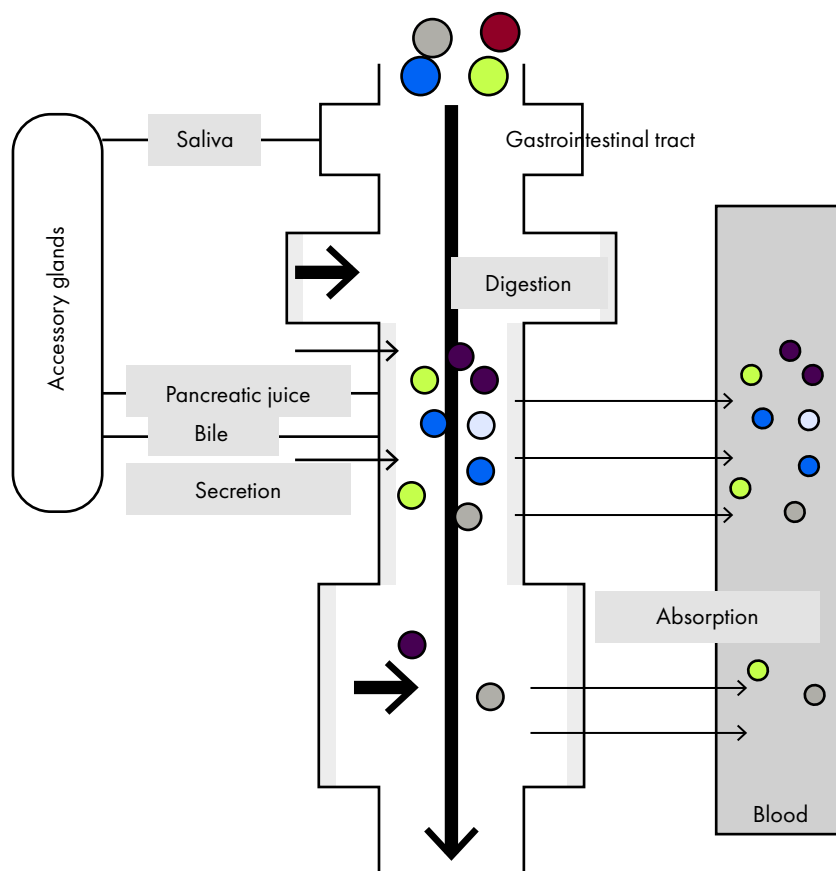 Saliva
Gastrointestinal tract
Accessory glands
Digestion
Pancreatic juice
Bile
Secretion
Absorption
Blood